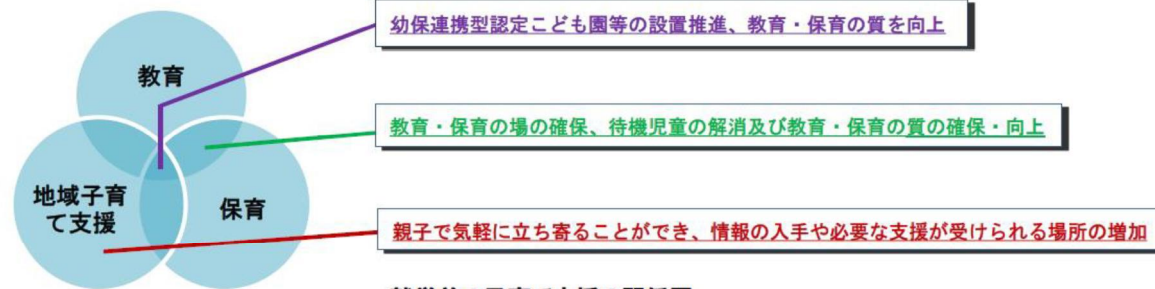 幼保連携型認定こども園等の設置推進、教育・保育の質を向上
教育
教育・保育の場の確保、待機児童の解消及び教育・保育の質の確保・向上
地域子育
て支援
保育
親子で気軽に立ち寄ることができ、情報の入手や必要な支援が受けられる場所の増加